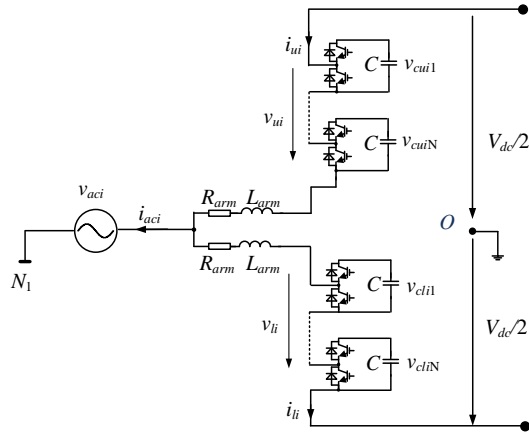 i_ui
C v_cui1
v_ui
C v_cuiN
V_dc/2
R_arm L_arm
v_aci
i_aci
O
N_1
R_arm L_arm
C v_cli1
v_li
V_dc/2
C v_cliN
i_li